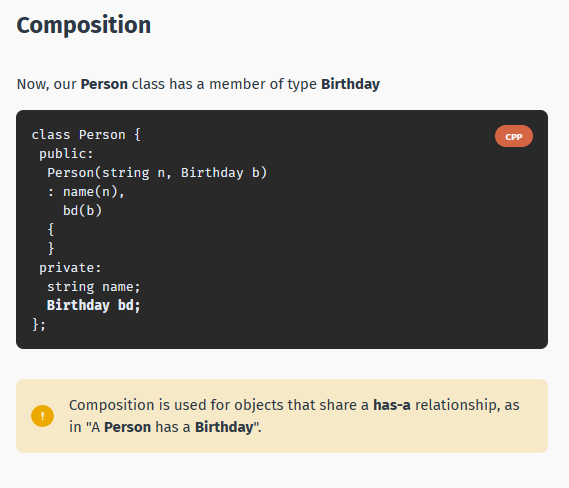 Composition
Now, our Person class has a member of type Birthday
CPP
class Person {
 public:
  Person(string n, Birthday b)
  : name(n),
    bd(b)
  {
  }
 private:
  string name;
  Birthday bd;
};
!
Composition is used for objects that share a has-a relationship, as
in "A Person has a Birthday".